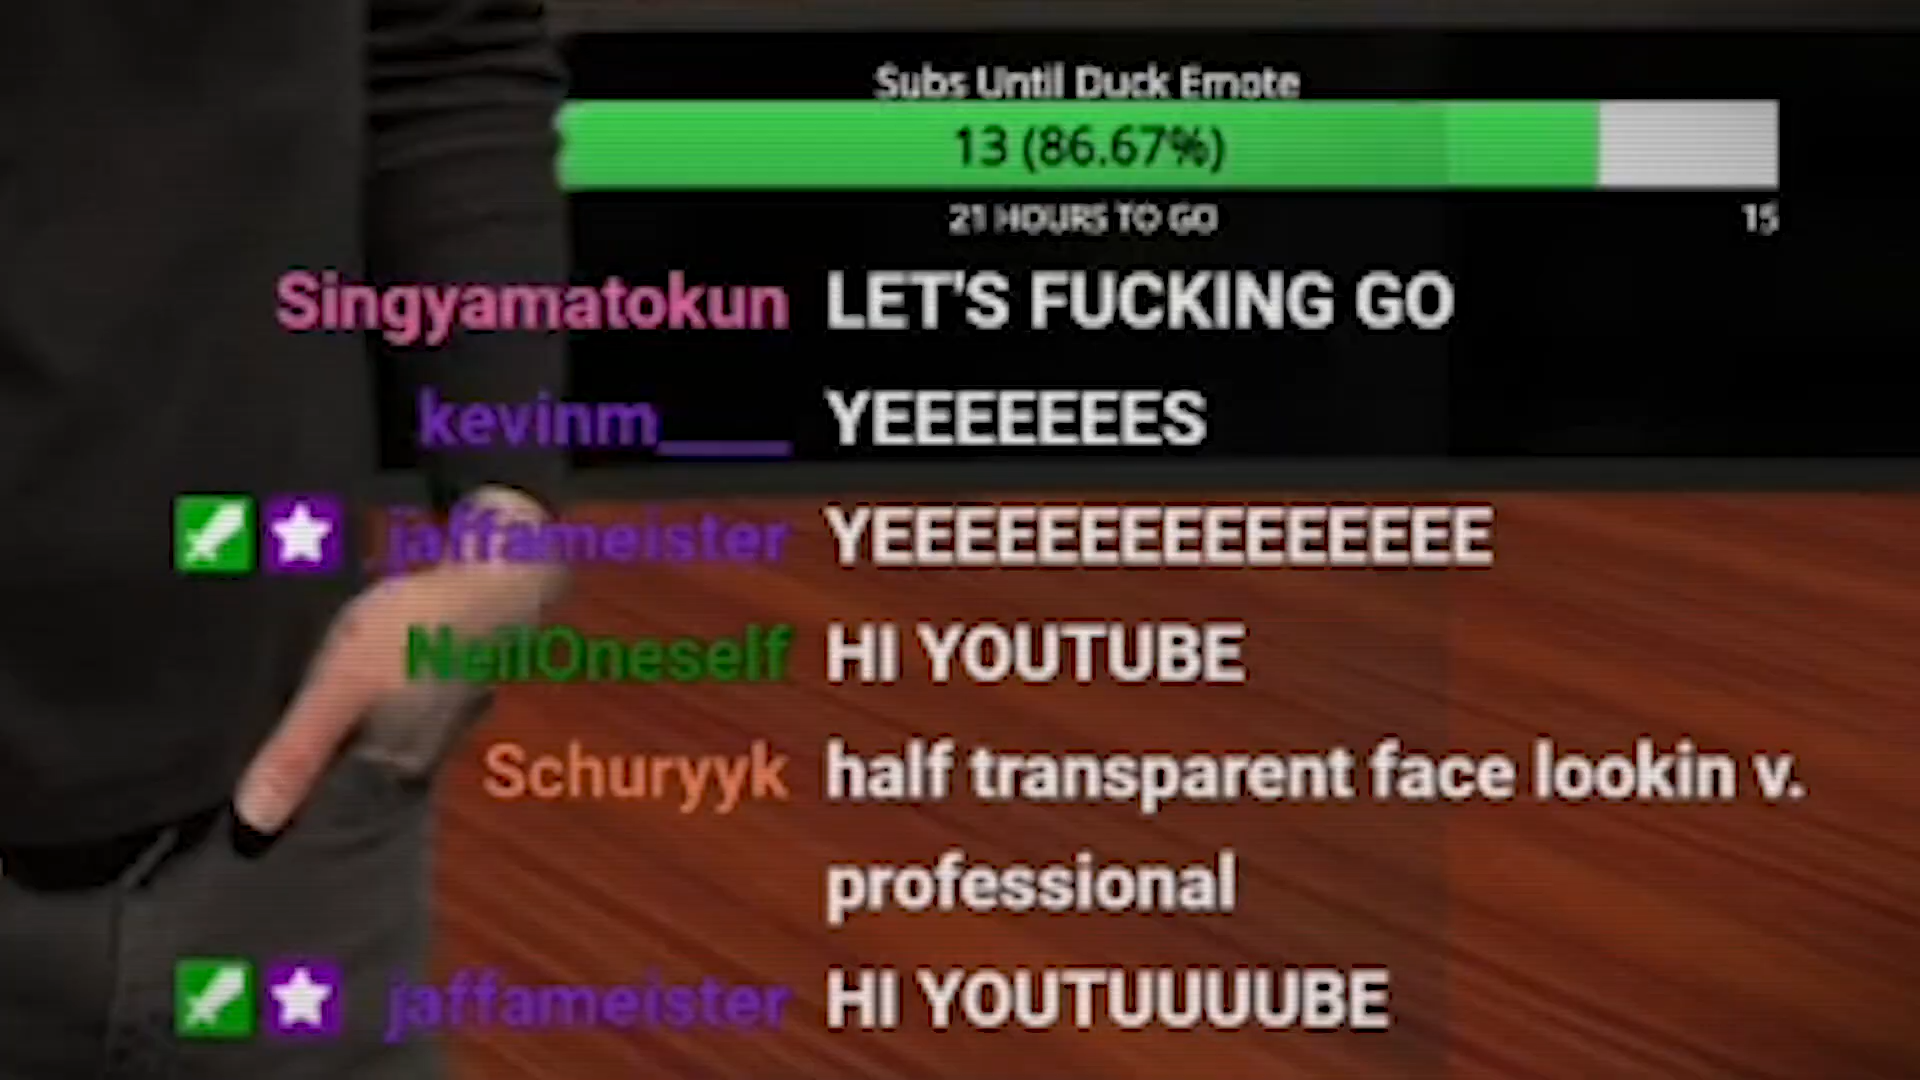 Subs Until Duck Emote
13 (86.67%)
21 HOURS TO GO 15
Singyamatokun LET'S FUCKING GO
kevinm____ YEEEEEEES
jaffameister YEEEEEEEEEEEEEEE
NeilOneself HI YOUTUBE
Schuryyk half transparent face lookin v.
professional
jaffameister HI YOUTUUUUBE